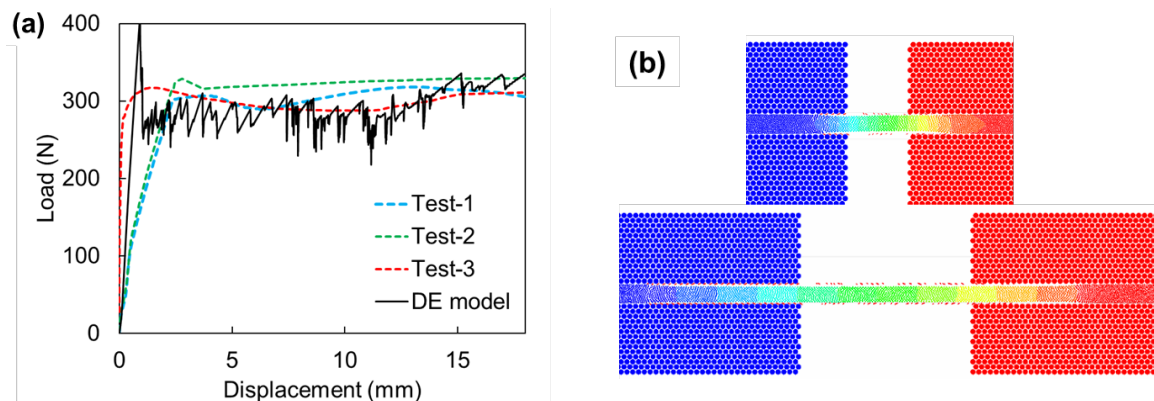 (a)
400
300
200
100
0
Load (N)
0 5 10 15
Displacement (mm)
Test-1
Test-2
Test-3
DE model
(b)